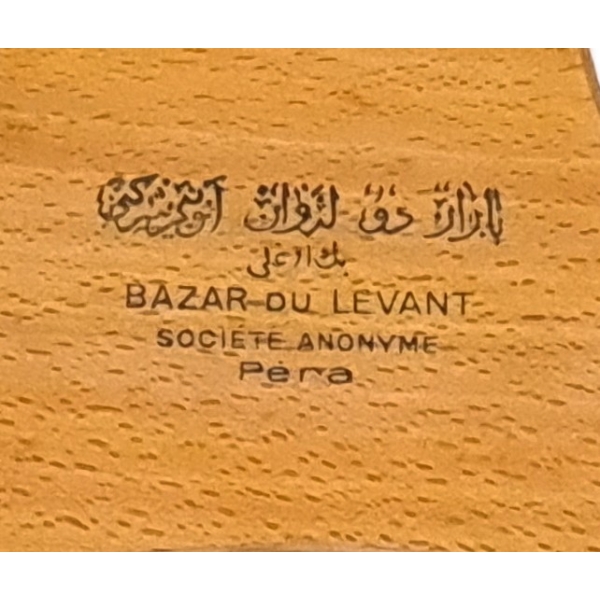 بازار دو لوان آنونیم شرکتی
بك اوغلی
BAZAR DU LEVANT
SOCIÉTÉ ANONYME
Péra